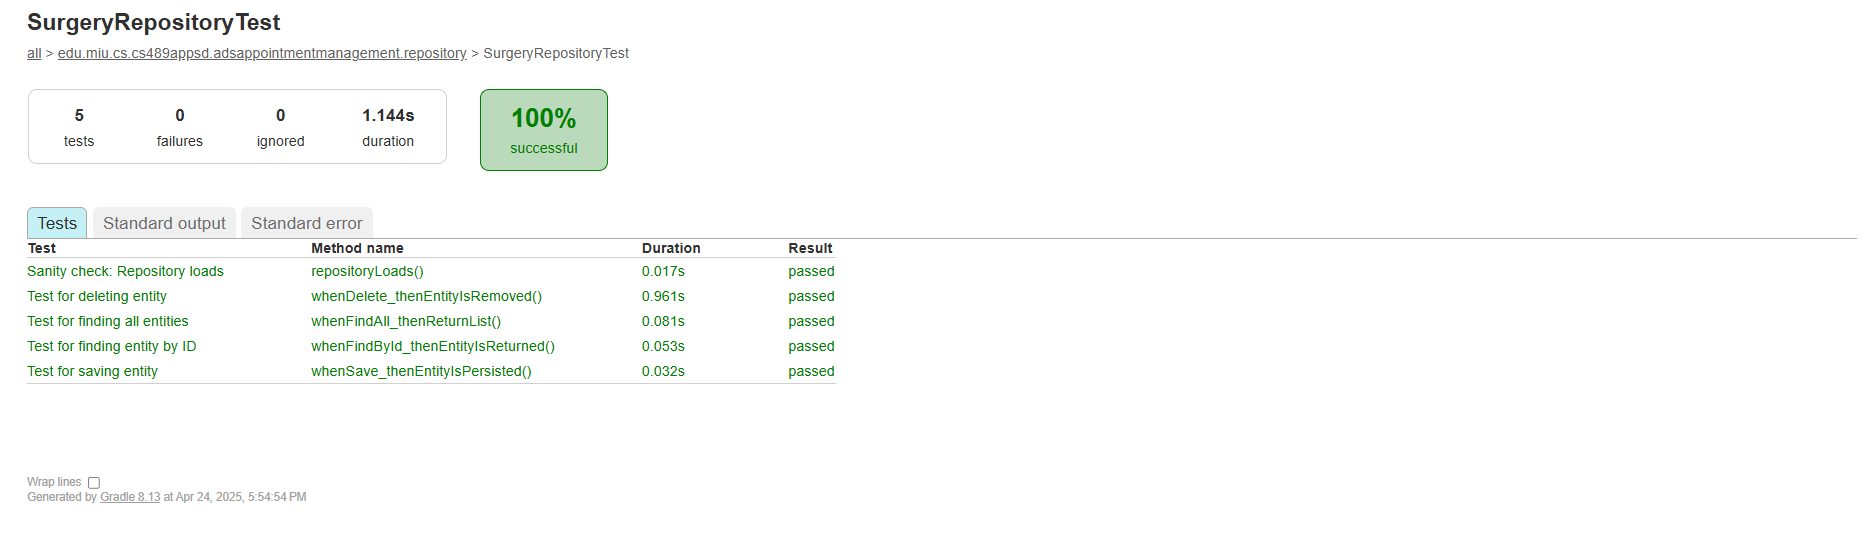 SurgeryRepositoryTest
all > edu.miu.cs.cs489appsd.adsappointmentmanagement.repository > SurgeryRepositoryTest
5 0 0 1.144s
tests failures ignored duration
100%
successful
Tests Standard output Standard error
Test Method name Duration Result
Sanity check: Repository loads repositoryLoads() 0.017s passed
Test for deleting entity whenDelete_thenEntityIsRemoved() 0.961s passed
Test for finding all entities whenFindAll_thenReturnList() 0.081s passed
Test for finding entity by ID whenFindById_thenEntityIsReturned() 0.053s passed
Test for saving entity whenSave_thenEntityIsPersisted() 0.032s passed
Wrap lines
Generated by Gradle 8.13 at Apr 24, 2025, 5:54:54 PM